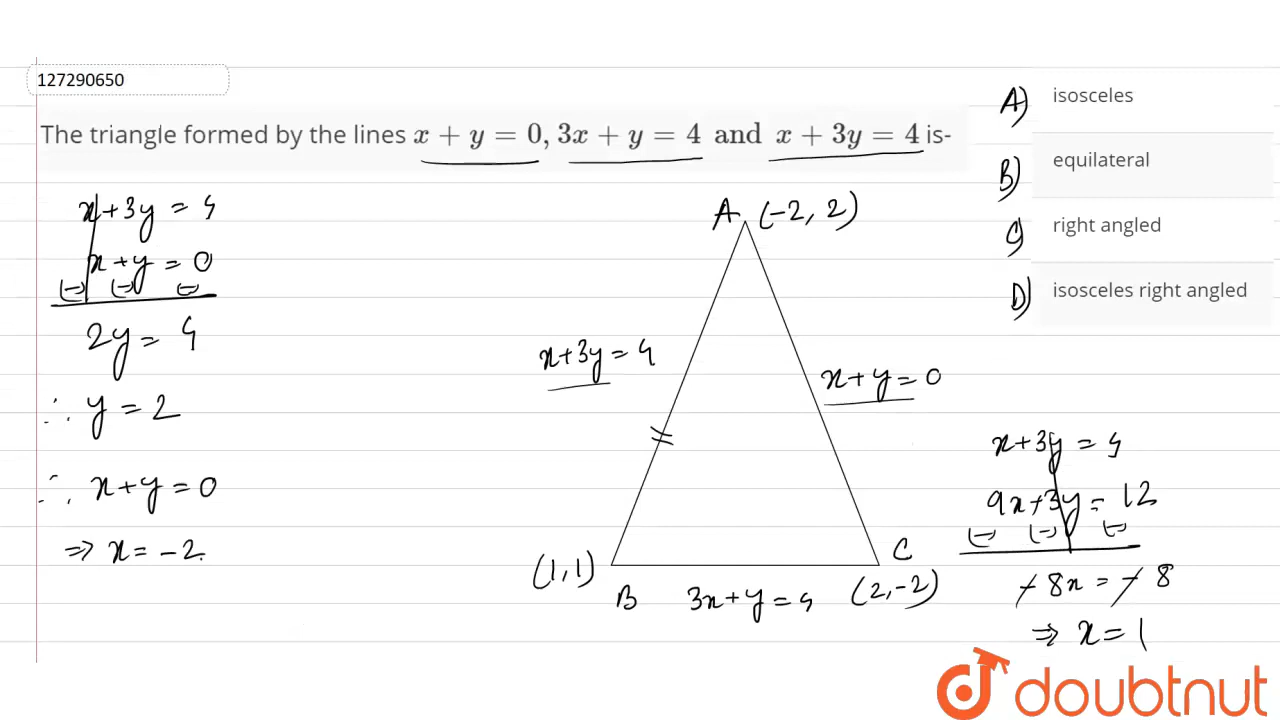 127290650
The triangle formed by the lines x + y = 0, 3x + y = 4 and x + 3y = 4 is-
A) isosceles
B) equilateral
C) right angled
D) isosceles right angled
x+3y = 4
x+y = 0
(-) (-) (-)
2y = 4
∴ y = 2
∴ x+y = 0
⇒ x = -2
A (-2, 2)
x+3y = 4
x+y = 0
(1,1)
B
3x+y = 4
C
(2,-2)
x+3y = 4
9x+3y = 12
(-) (-) (-)
-8x = -8
⇒ x = 1
doubtnut